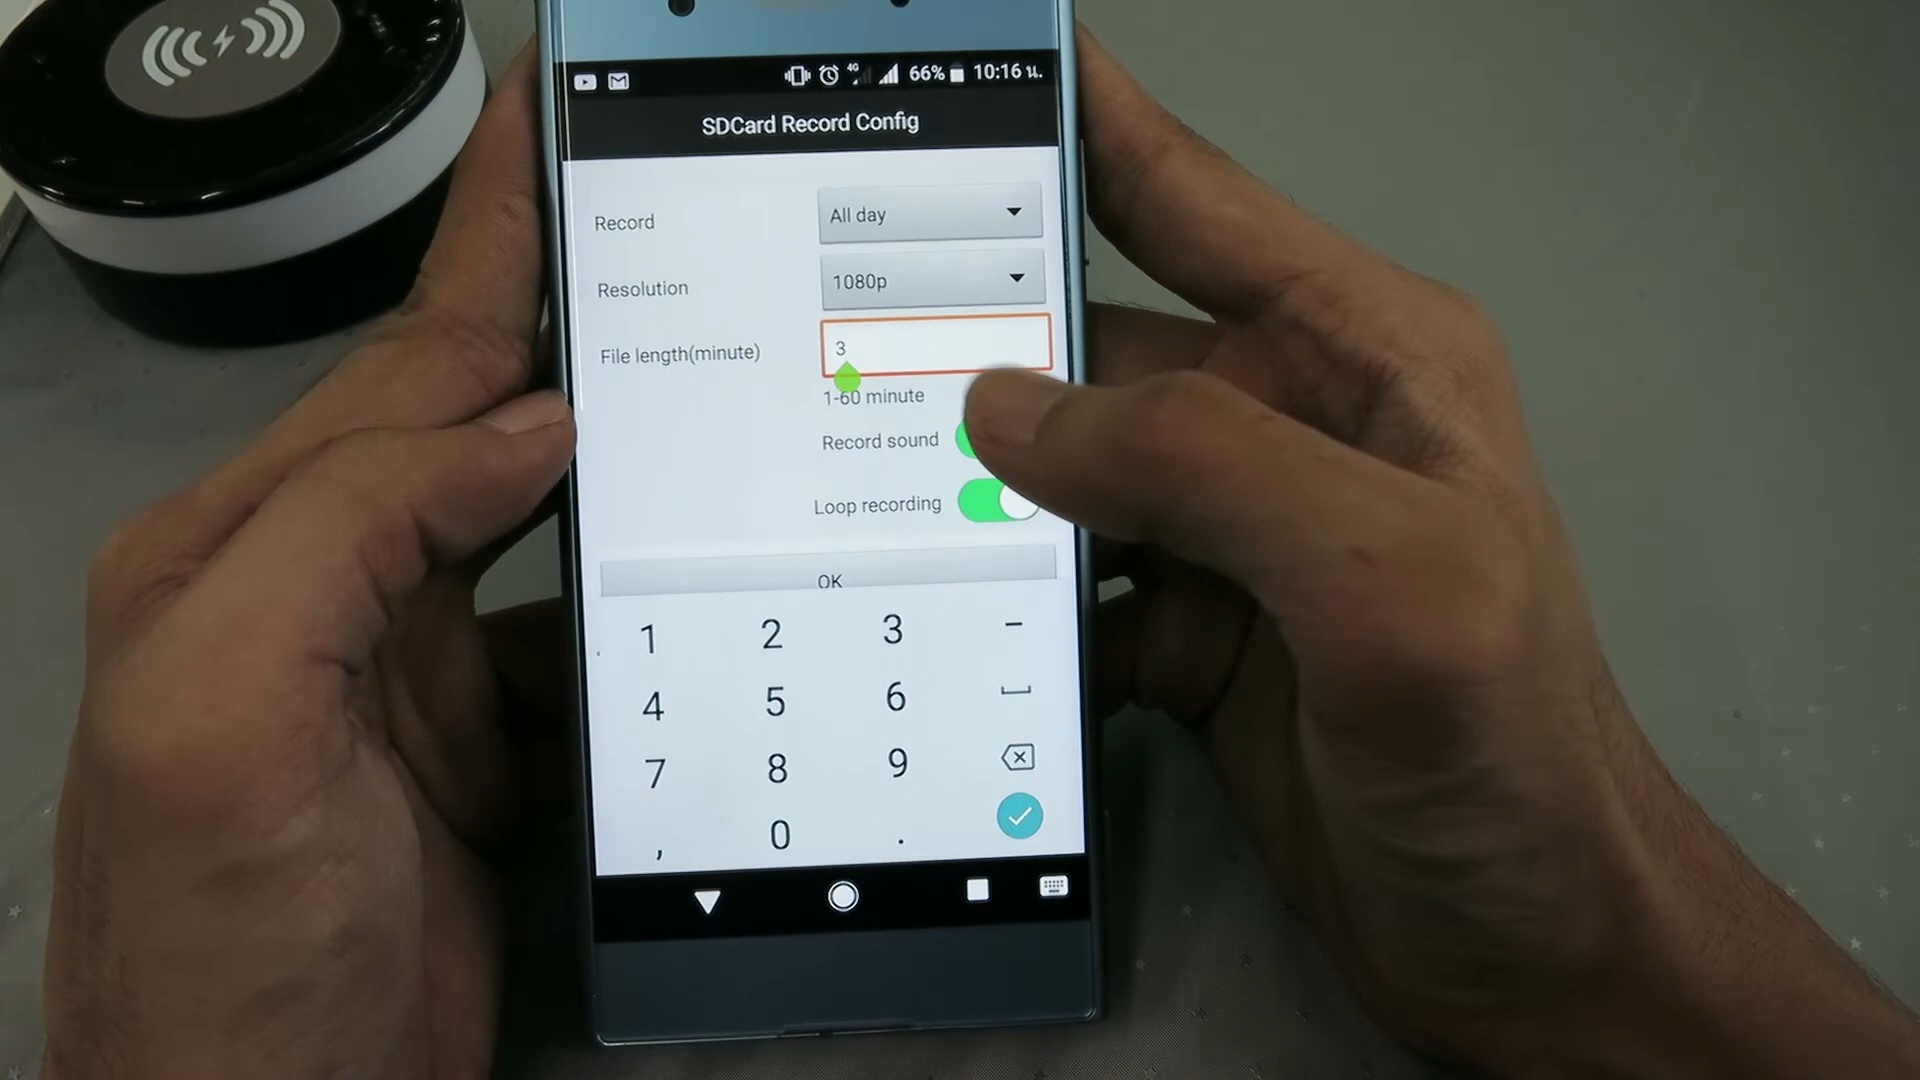 4G 66% 10:16 น.
SDCard Record Config
Record All day
Resolution 1080p
File length(minute) 3
1-60 minute
Record sound
Loop recording
OK
1 2 3 -
4 5 6
7 8 9
, 0 .